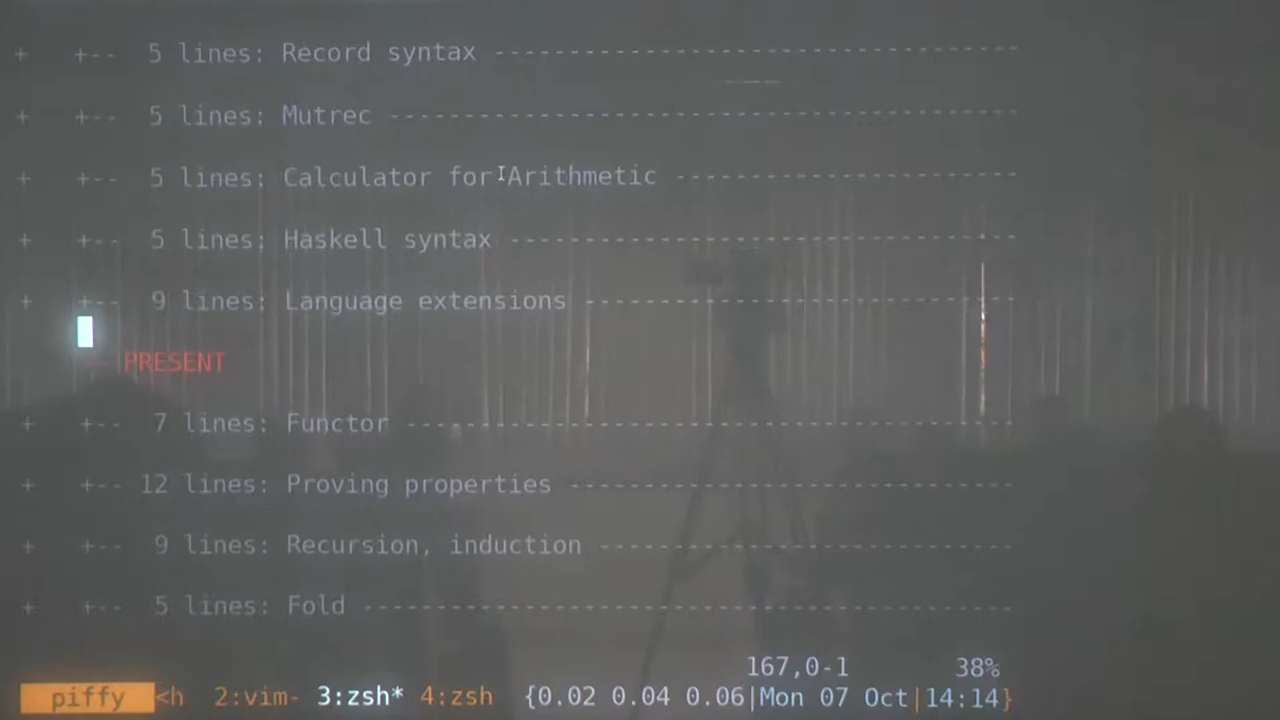 + +-- 5 lines: Record syntax ----------------------------------
+ +-- 5 lines: Mutrec -----------------------------------------
+ +-- 5 lines: Calculator for Arithmetic ----------------------
+ +-- 5 lines: Haskell syntax ---------------------------------
+ +-- 9 lines: Language extensions ----------------------------
-- PRESENT
+ +-- 7 lines: Functor ----------------------------------------
+ +-- 12 lines: Proving properties -----------------------------
+ +-- 9 lines: Recursion, induction ---------------------------
+ +-- 5 lines: Fold -------------------------------------------
167,0-1 38%
piffy <h 2:vim- 3:zsh* 4:zsh {0.02 0.04 0.06|Mon 07 Oct|14:14}